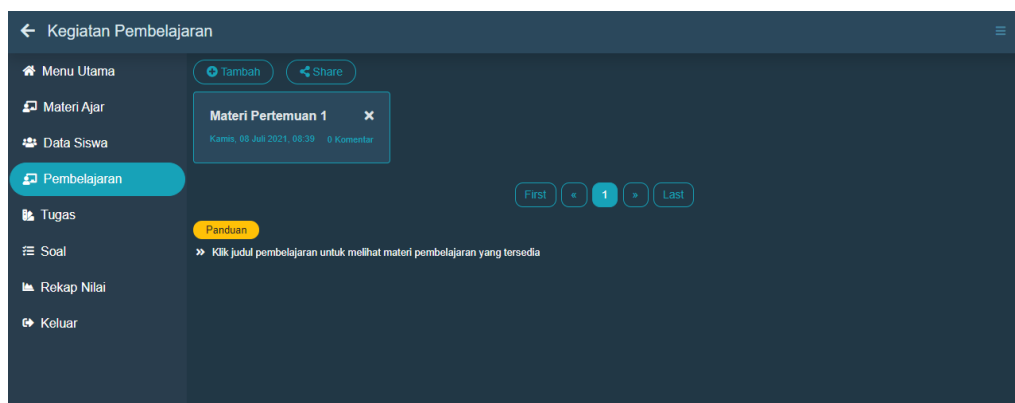 Kegiatan Pembelajaran
Menu Utama
Materi Ajar
Data Siswa
Pembelajaran
Tugas
Soal
Rekap Nilai
Keluar
Tambah Share
Materi Pertemuan 1
Kamis, 08 Juli 2021, 08:39 0 Komentar
First « 1 » Last
Panduan
Klik judul pembelajaran untuk melihat materi pembelajaran yang tersedia